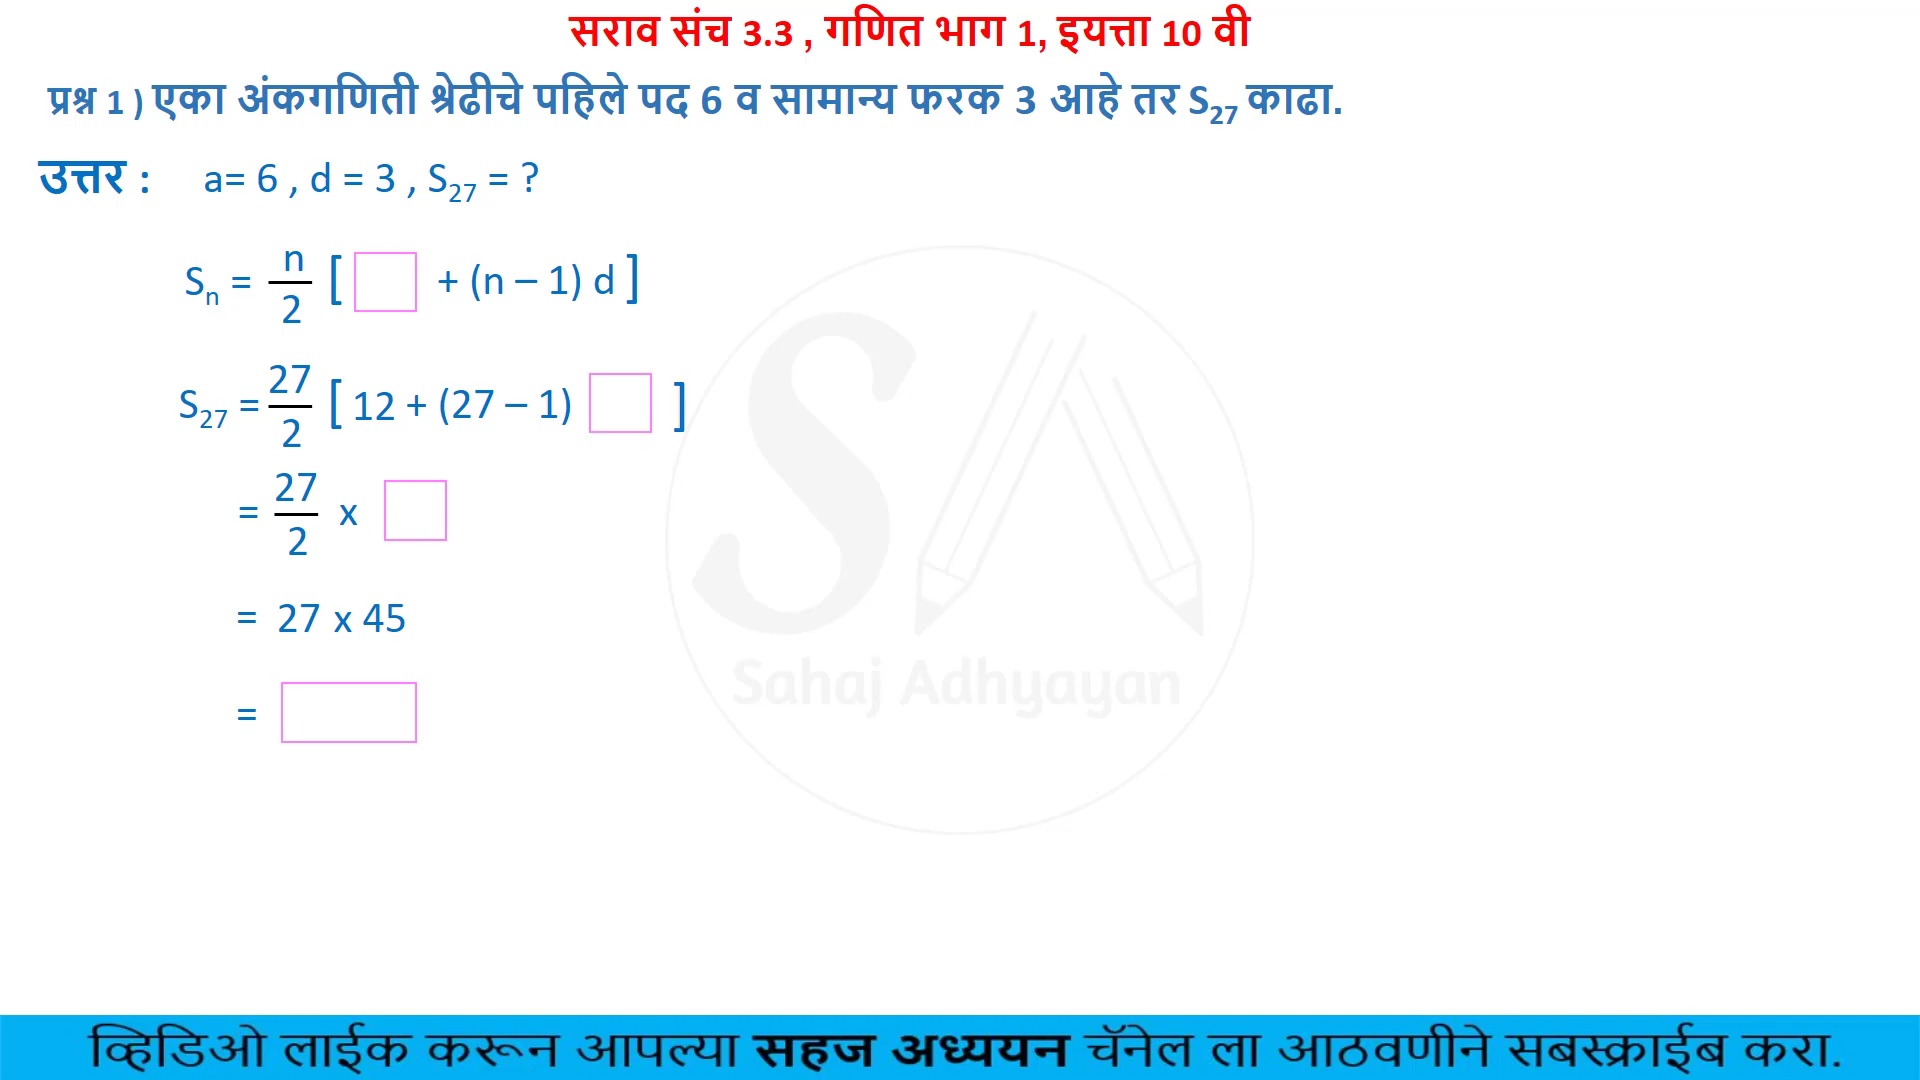 सराव संच 3.3 , गणित भाग 1, इयत्ता 10 वी
प्रश्न 1 ) एका अंकगणिती श्रेढीचे पहिले पद 6 व सामान्य फरक 3 आहे तर S27 काढा.
उत्तर : a= 6 , d = 3 , S27 = ?
Sn = n/2 [ + (n – 1) d ]
S27 = 27/2 [ 12 + (27 – 1) ]
= 27/2 x
= 27 x 45
=
Sahaj Adhyayan
व्हिडिओ लाईक करून आपल्या सहज अध्ययन चॅनेल ला आठवणीने सबस्क्राईब करा.